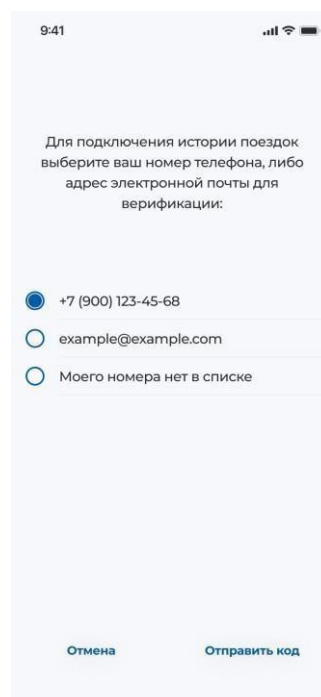 9:41
Для подключения истории поездок
выберите ваш номер телефона, либо
адрес электронной почты для
верификации:
+7 (900) 123-45-68
example@example.com
Моего номера нет в списке
Отмена Отправить код